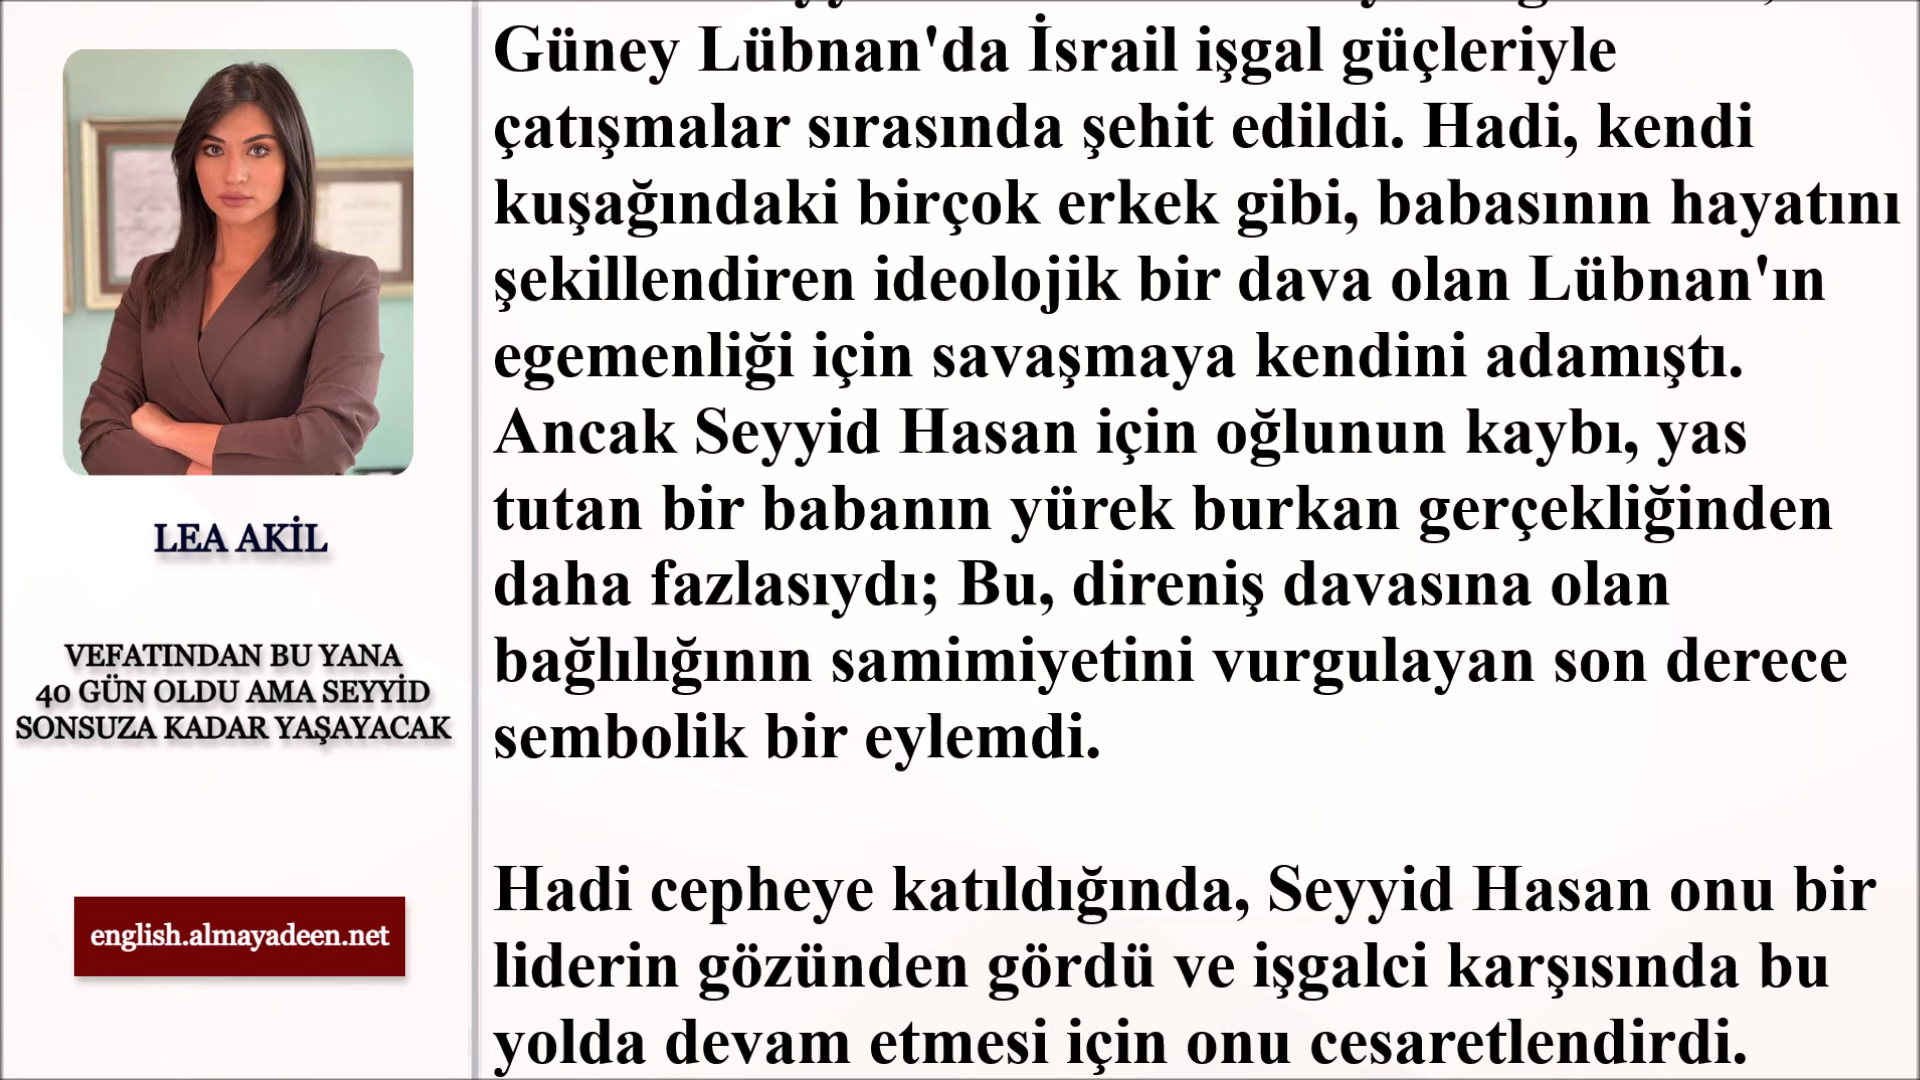 LEA AKİL
VEFATINDAN BU YANA
40 GÜN OLDU AMA SEYYİD
SONSUZA KADAR YAŞAYACAK
english.almayadeen.net
Güney Lübnan'da İsrail işgal güçleriyle
çatışmalar sırasında şehit edildi. Hadi, kendi
kuşağındaki birçok erkek gibi, babasının hayatını
şekillendiren ideolojik bir dava olan Lübnan'ın
egemenliği için savaşmaya kendini adamıştı.
Ancak Seyyid Hasan için oğlunun kaybı, yas
tutan bir babanın yürek burkan gerçekliğinden
daha fazlasıydı; Bu, direniş davasına olan
bağlılığının samimiyetini vurgulayan son derece
sembolik bir eylemdi.
Hadi cepheye katıldığında, Seyyid Hasan onu bir
liderin gözünden gördü ve işgalci karşısında bu
yolda devam etmesi için onu cesaretlendirdi.